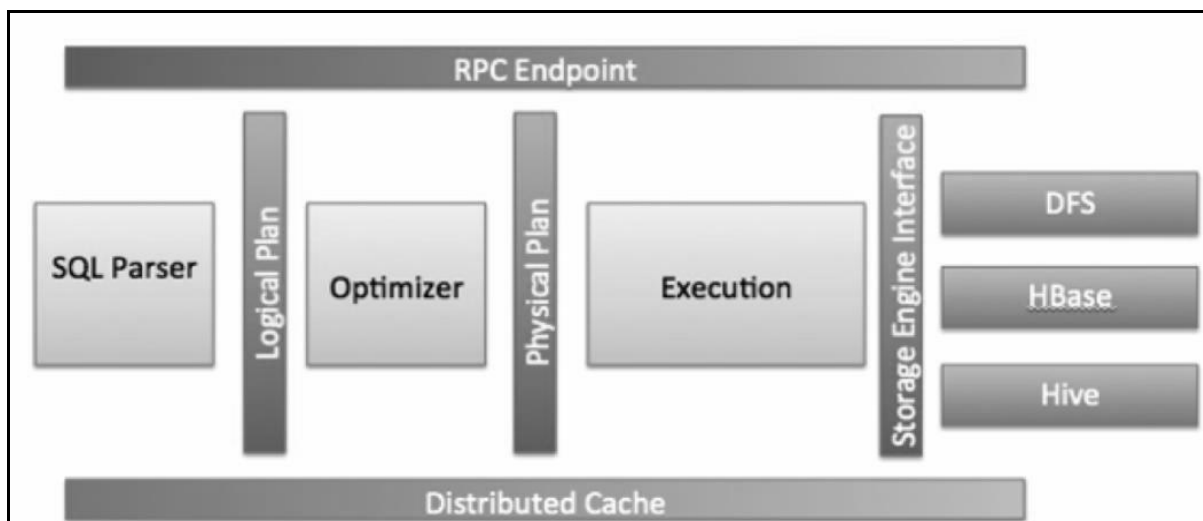 RPC Endpoint
SQL Parser
Logical Plan
Optimizer
Physical Plan
Execution
Storage Engine Interface
DFS
HBase
Hive
Distributed Cache